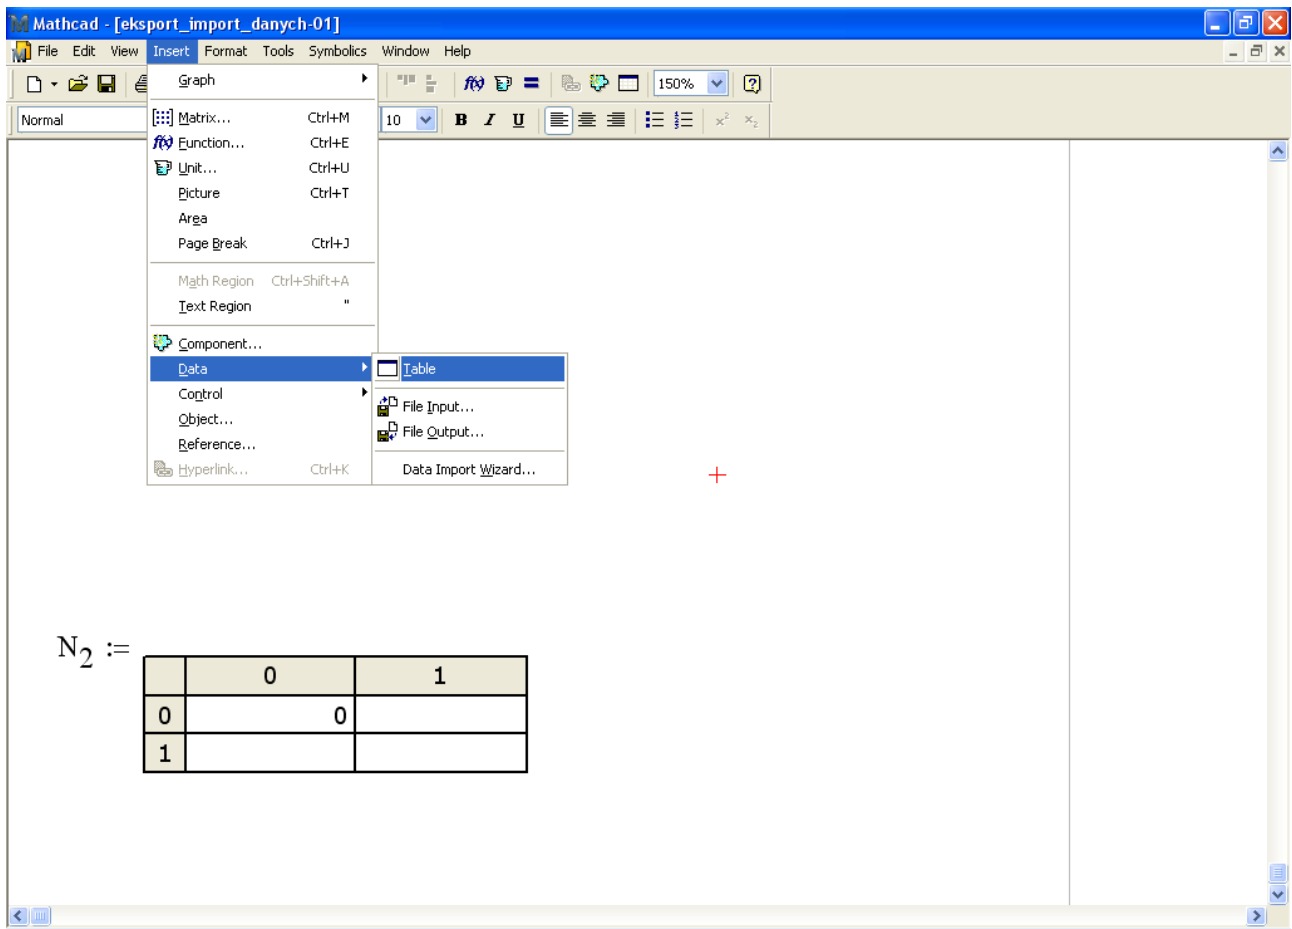 Mathcad - [eksport_import_danych-01]
File Edit View Insert Format Tools Symbolics Window Help
Graph
f(x) 150%
Normal 10 B I U x² x₂
[:::] Matrix... Ctrl+M
f(x) Function... Ctrl+E
Unit... Ctrl+U
Picture Ctrl+T
Area
Page Break Ctrl+J
Math Region Ctrl+Shift+A
Text Region "
Component...
Data Table
Control
File Input...
Object...
File Output...
Reference...
Hyperlink... Ctrl+K Data Import Wizard...
N₂ :=
0 1
0 0
1